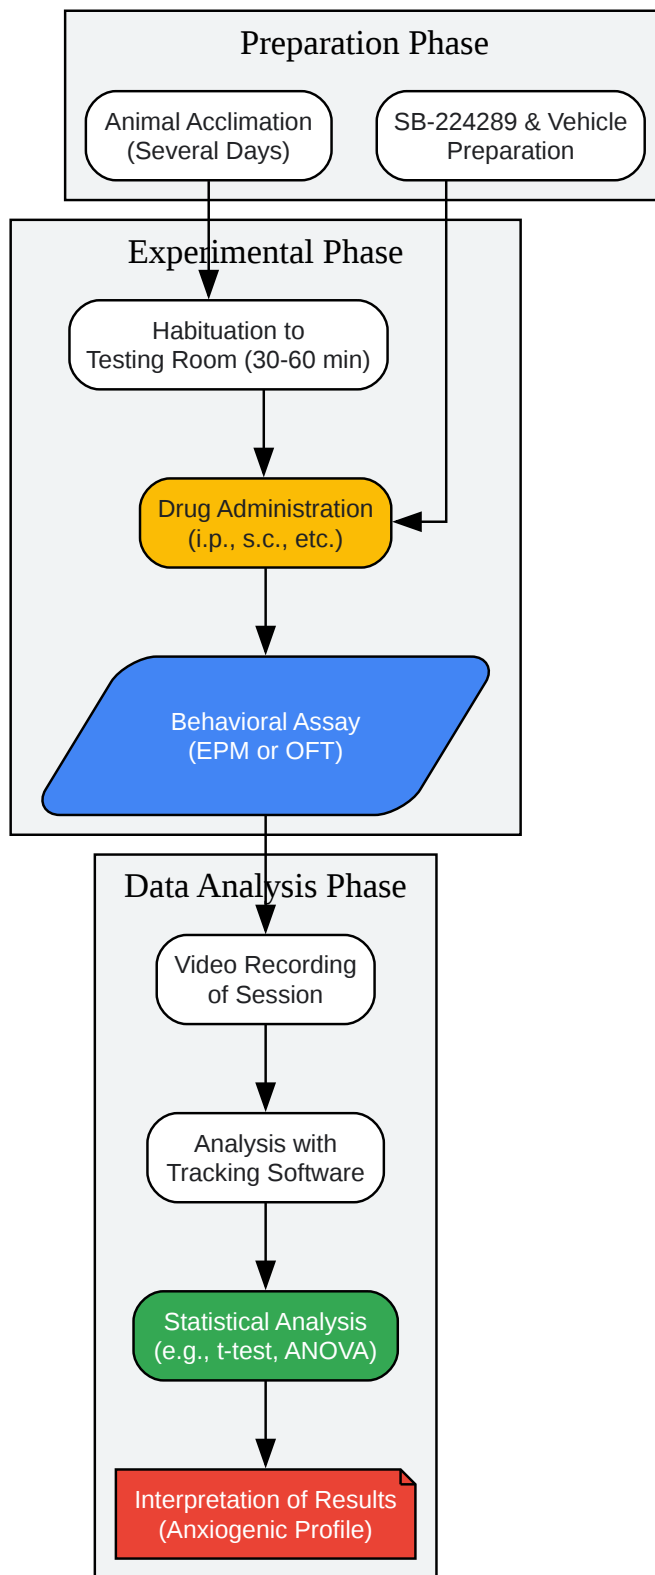 Preparation Phase
Animal Acclimation
(Several Days)
SB-224289 & Vehicle
Preparation
Experimental Phase
Habituation to
Testing Room (30-60 min)
Drug Administration
(i.p., s.c., etc.)
Behavioral Assay
(EPM or OFT)
Data Analysis Phase
Video Recording
of Session
Analysis with
Tracking Software
Statistical Analysis
(e.g., t-test, ANOVA)
Interpretation of Results
(Anxiogenic Profile)